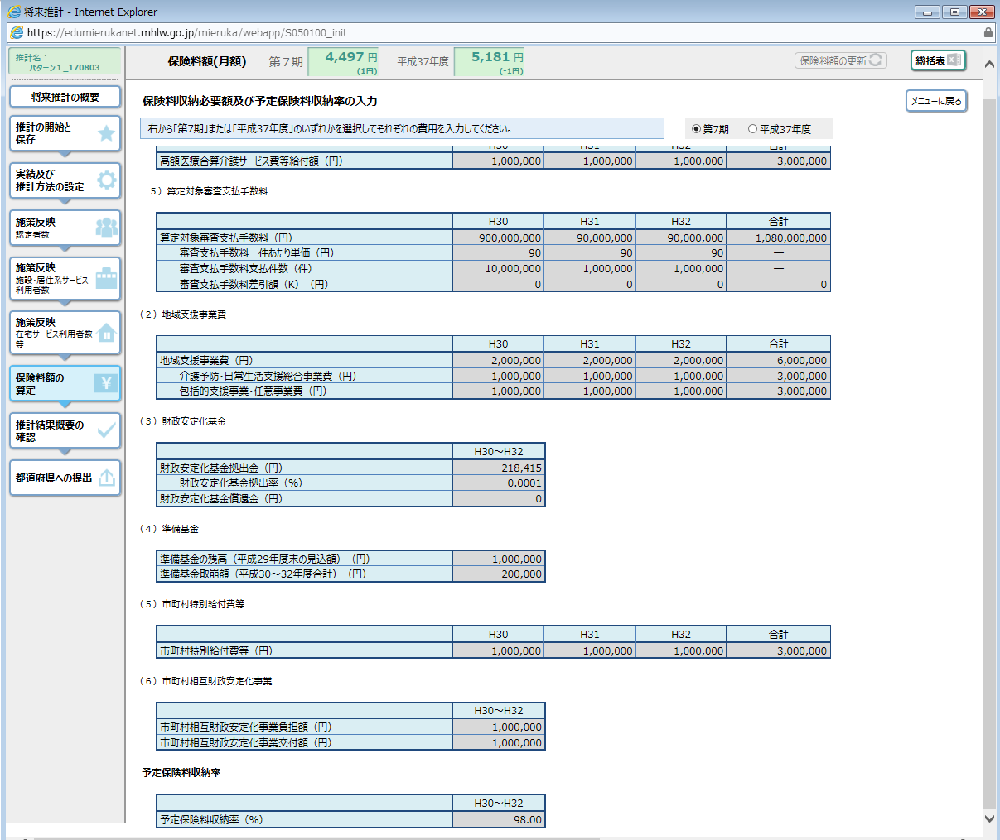 将来推計 - Internet Explorer
https://edumierukanet.mhlw.go.jp/mieruka/webapp/S050100_init
推計名：
パターン１_170803
保険料額(月額)
第７期
4,497 円
(1円)
平成37年度
5,181 円
(-1円)
保険料額の更新
総括表
将来推計の概要
推計の開始と
保存
実績及び
推計方法の設定
施策反映
認定者数
施策反映
施設・居住系サービス
利用者数
施策反映
在宅サービス利用者数
等
保険料額の
算定
¥
推計結果概要の
確認
都道府県への提出
保険料収納必要額及び予定保険料収納率の入力
メニューに戻る
右から「第7期」または「平成37年度」のいずれかを選択してそれぞれの費用を入力してください。
第7期 平成37年度
H30 H31 H32 合計
高額医療合算介護サービス費等給付額（円） 1,000,000 1,000,000 1,000,000 3,000,000
５）算定対象審査支払手数料
H30 H31 H32 合計
算定対象審査支払手数料（円） 900,000,000 90,000,000 90,000,000 1,080,000,000
審査支払手数料一件あたり単価（円） 90 90 90 ―
審査支払手数料支払件数（件） 10,000,000 1,000,000 1,000,000 ―
審査支払手数料差引額（K）（円） 0 0 0 0
（２）地域支援事業費
H30 H31 H32 合計
地域支援事業費（円） 2,000,000 2,000,000 2,000,000 6,000,000
介護予防・日常生活支援総合事業費（円） 1,000,000 1,000,000 1,000,000 3,000,000
包括的支援事業・任意事業費（円） 1,000,000 1,000,000 1,000,000 3,000,000
（３）財政安定化基金
H30～H32
財政安定化基金拠出金（円） 218,415
財政安定化基金拠出率（%） 0.0001
財政安定化基金償還金（円） 0
（４）準備基金
準備基金の残高（平成29年度末の見込額）（円） 1,000,000
準備基金取崩額（平成30～32年度合計）（円） 200,000
（５）市町村特別給付費等
H30 H31 H32 合計
市町村特別給付費等（円） 1,000,000 1,000,000 1,000,000 3,000,000
（６）市町村相互財政安定化事業
H30～H32
市町村相互財政安定化事業負担額（円） 1,000,000
市町村相互財政安定化事業交付額（円） 1,000,000
予定保険料収納率
H30～H32
予定保険料収納率（%） 98.00